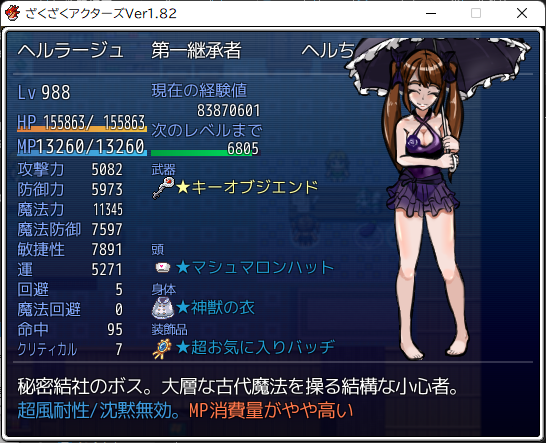 ざくざくアクターズVer1.82
ヘルラージュ 第一継承者 ヘルち
Lv 988
現在の経験値
83870601
HP 155863/ 155863
次のレベルまで
MP13260/13260
6805
攻撃力 5082
武器
防御力 5973
★キーオブジエンド
魔法力 11345
魔法防御 7597
敏捷性 7891
頭
運 5271
★マシュマロンハット
回避 5
身体
魔法回避 0
★神獣の衣
命中 95
装飾品
クリティカル 7
★超お気に入りバッヂ
秘密結社のボス。大層な古代魔法を操る結構な小心者。
超風耐性/沈黙無効。MP消費量がやや高い